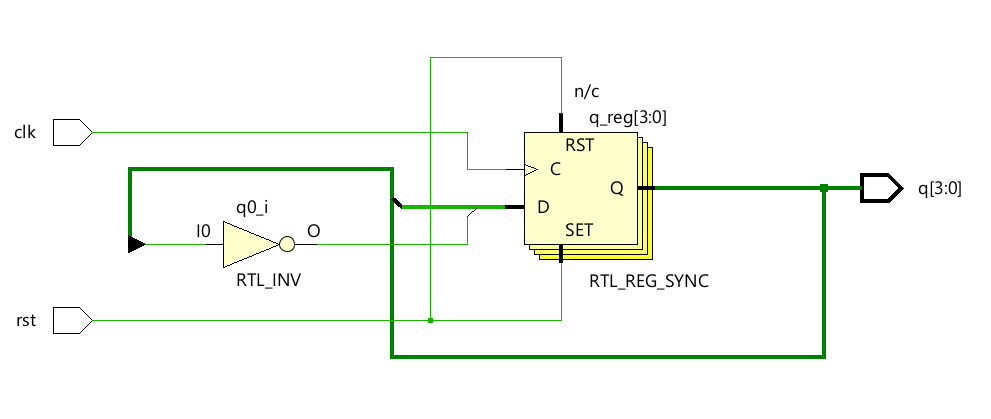 n/c
q_reg[3:0]
clk
RST
C
q0_i
Q
q[3:0]
D
I0
O
SET
RTL_INV
RTL_REG_SYNC
rst